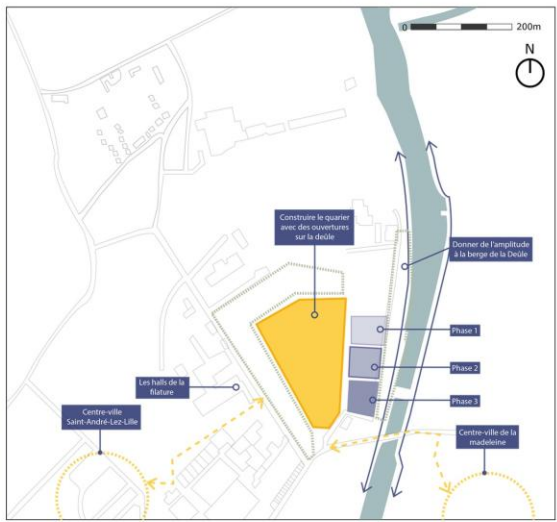 0 200m
N
Construire le quarier
avec des ouvertures
sur la deûle
Donner de l'amplitude
à la berge de la Deûle
Phase 1
Phase 2
Phase 3
Les halls de la
filature
Centre-ville
Saint-André-Lez-Lille
Centre-ville de la
madeleine